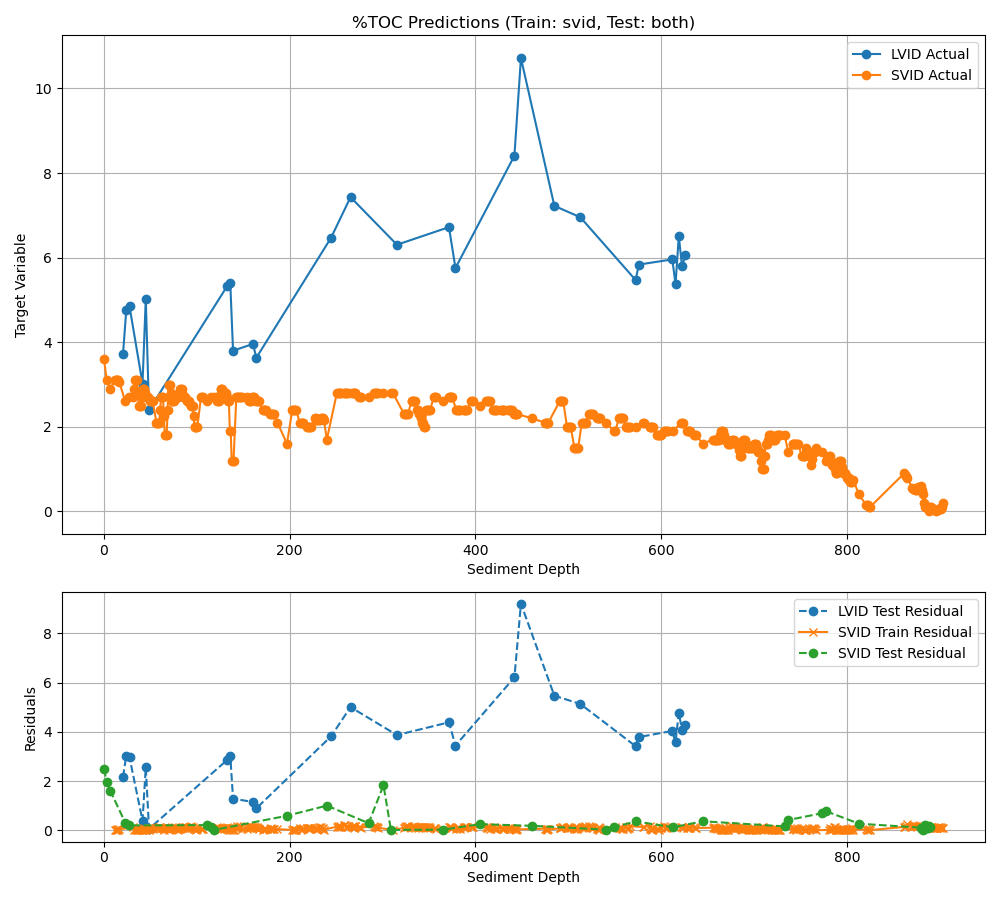 %TOC Predictions (Train: svid, Test: both)
LVID Actual
SVID Actual
Target Variable
10
8
6
4
2
0
0 200 400 600 800
Sediment Depth
LVID Test Residual
SVID Train Residual
SVID Test Residual
Residuals
8
6
4
2
0
0 200 400 600 800
Sediment Depth